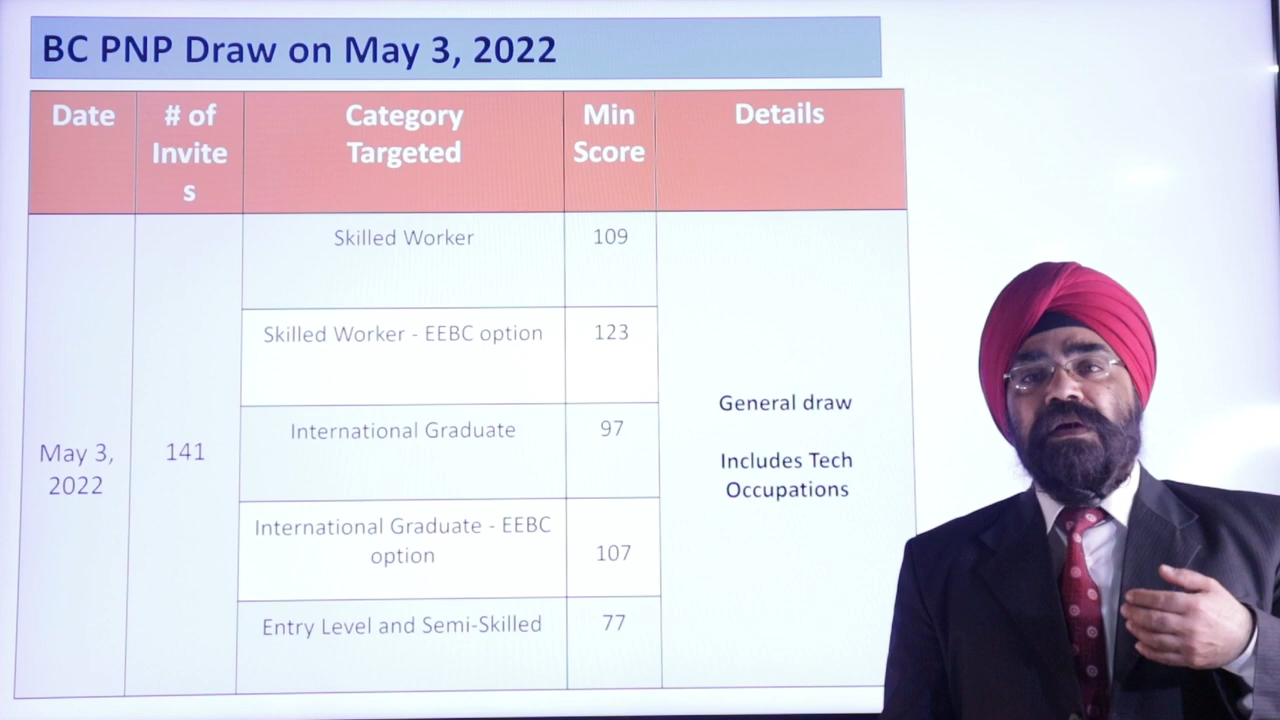 BC PNP Draw on May 3, 2022
Date
# of
Invite
s
Category
Targeted
Min
Score
Details
May 3,
2022
141
Skilled Worker
109
Skilled Worker - EEBC option
123
International Graduate
97
International Graduate - EEBC
option
107
Entry Level and Semi-Skilled
77
General draw
Includes Tech
Occupations